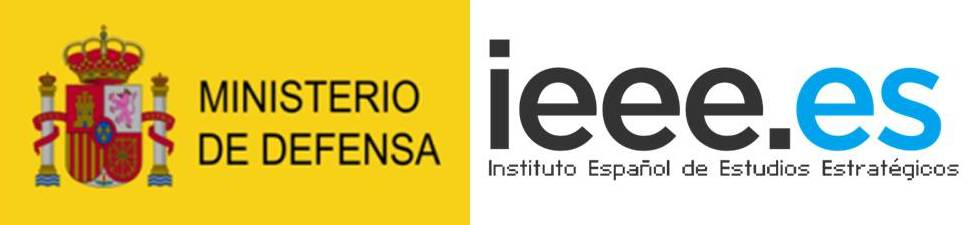 MINISTERIO
DE DEFENSA
ieee.es
Instituto Español de Estudios Estratégicos